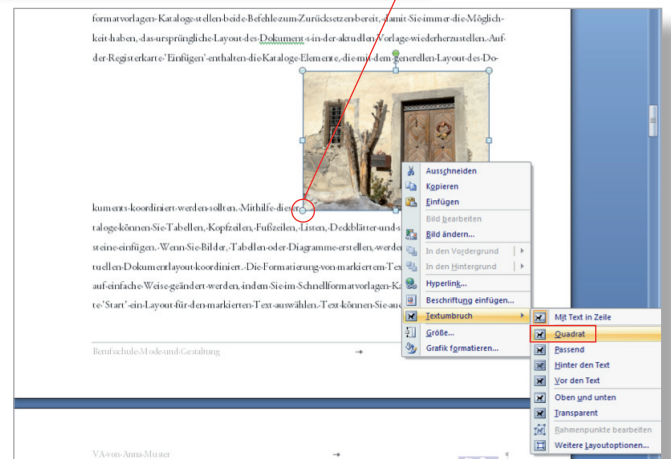 formatvorlagen-Kataloge stellen beide Befehle zum Zurücksetzen bereit, damit Sie immer die Möglich-
keit haben, das ursprüngliche Layout des Dokument s in der aktuellen Vorlage wiederherzustellen. Auf
der Registerkarte 'Einfügen' enthalten die Kataloge Elemente, die mit dem generellen Layout des Do-
kuments koordiniert werden sollten. Mithilfe dieser
taloge können Sie Tabellen, Kopfzeilen, Fußzeilen, Listen, Deckblätter und s
steine einfügen. Wenn Sie Bilder, Tabellen oder Diagramme erstellen, werde
tuellen Dokumentlayout koordiniert. Die Formatierung von markiertem Tex
auf einfache Weise geändert werden, indem Sie im Schnellformatvorlagen-Ka
te 'Start' ein Layout für den markierten Text auswählen. Text können Sie auc
Berufschule Mode und Gestaltung
VA von Anna Muster
Ausschneiden
Kopieren
Einfügen
Bild bearbeiten
Bild ändern...
In den Vordergrund
In den Hintergrund
Hyperlink...
Beschriftung einfügen...
Textumbruch
Größe...
Grafik formatieren...
Mit Text in Zeile
Quadrat
Passend
Hinter den Text
Vor den Text
Oben und unten
Transparent
Rahmenpunkte bearbeiten
Weitere Layoutoptionen...